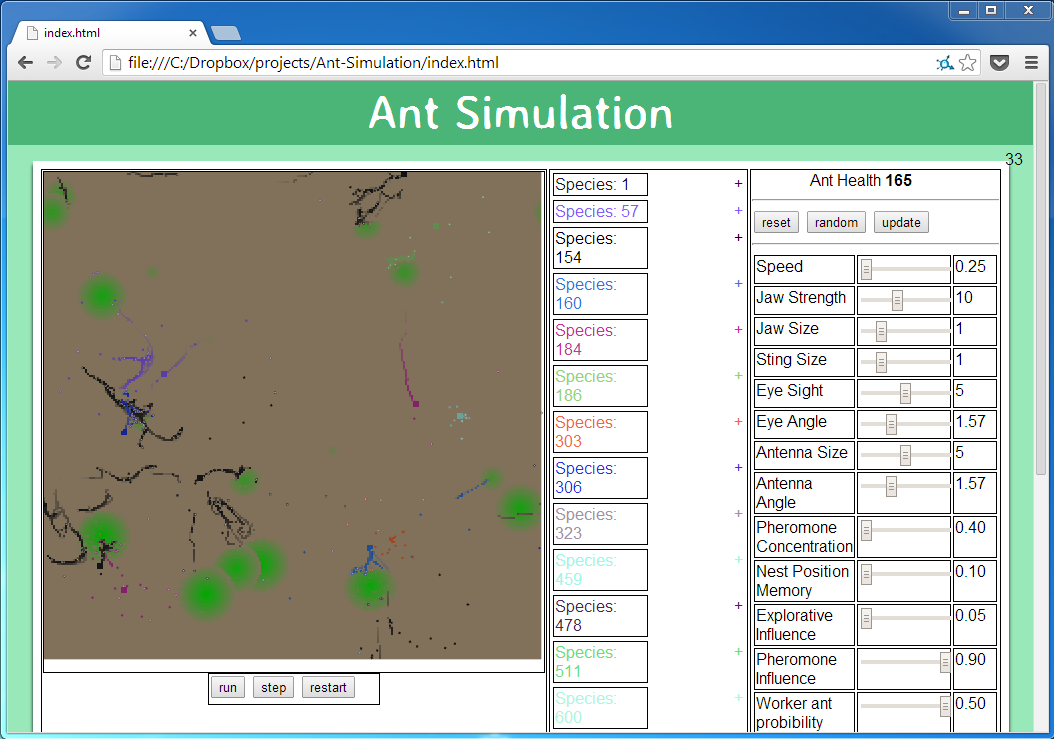 index.html
file:///C:/Dropbox/projects/Ant-Simulation/index.html
Ant Simulation
33
Species: 1 +
Species: 57 +
Species: +
154
Species: +
160
Species:
184 +
Species: +
186
Species: +
303
Species: +
306
Species: +
323
Species: +
459
Species: +
478
Species: +
511
Species: +
600
run step restart
Ant Health 165
reset random update
Speed 0.25
Jaw Strength 10
Jaw Size 1
Sting Size 1
Eye Sight 5
Eye Angle 1.57
Antenna Size 5
Antenna 1.57
Angle
Pheromone 0.40
Concentration
Nest Position 0.10
Memory
Explorative 0.05
Influence
Pheromone 0.90
Influence
Worker ant 0.50
probibility